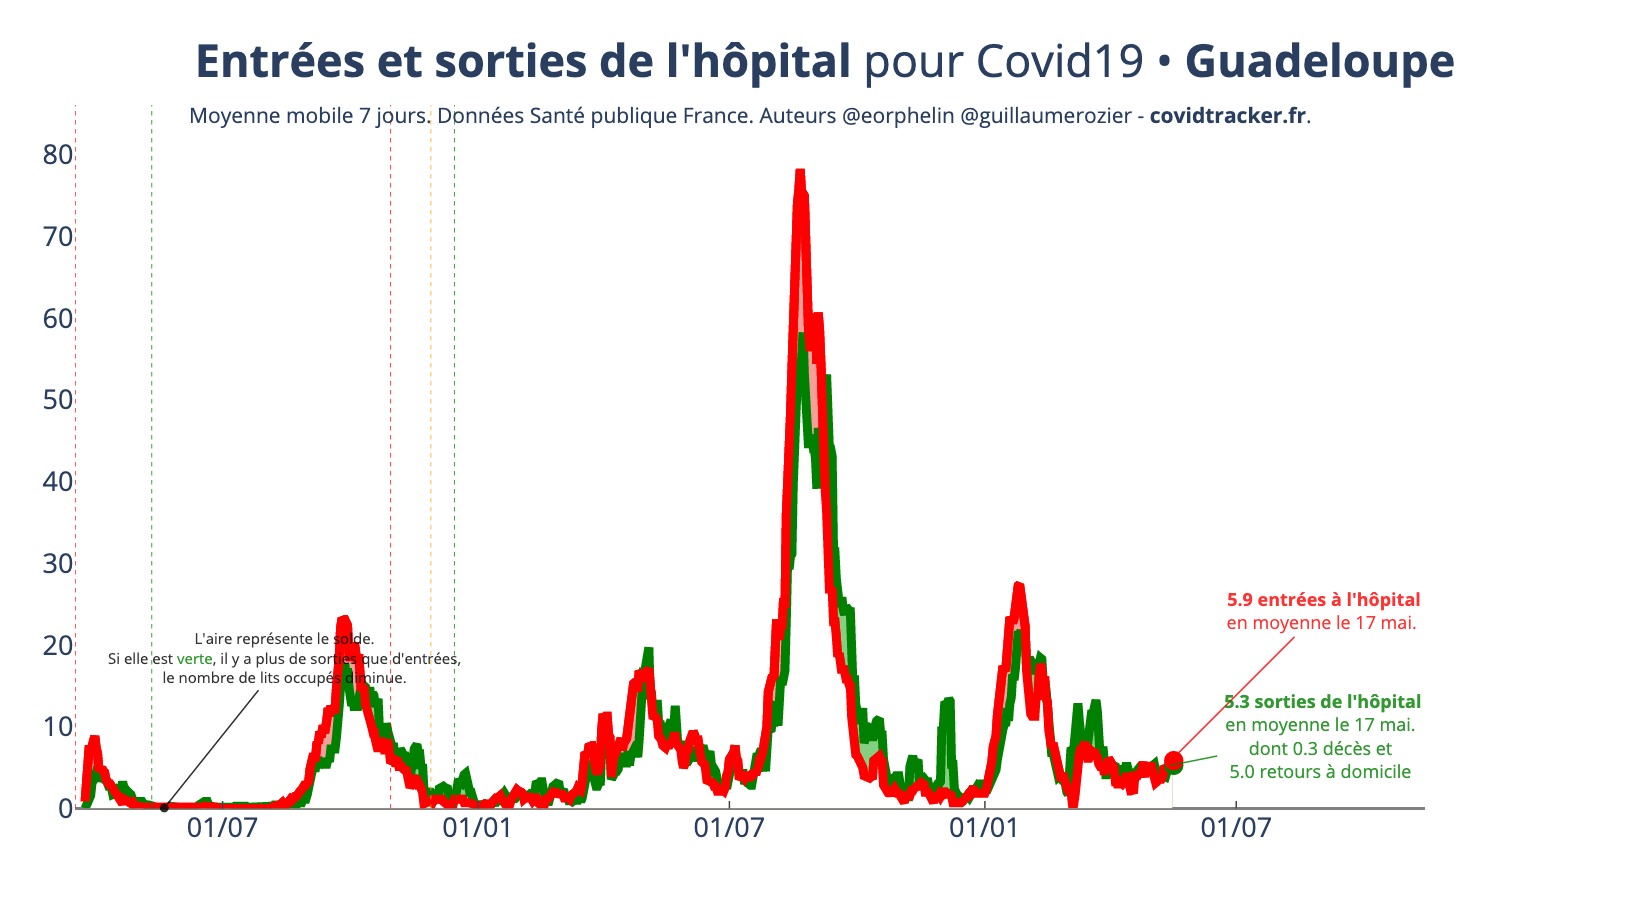 Entrées et sorties de l'hôpital pour Covid19 • Guadeloupe
Moyenne mobile 7 jours. Données Santé publique France. Auteurs @eorphelin @guillaumerozier - covidtracker.fr.
80
70
60
50
40
30
20
10
0
L'aire représente le solde.
Si elle est verte, il y a plus de sorties que d'entrées,
le nombre de lits occupés diminue.
5.9 entrées à l'hôpital
en moyenne le 17 mai.
5.3 sorties de l'hôpital
en moyenne le 17 mai.
dont 0.3 décès et
5.0 retours à domicile
01/07
01/01
01/07
01/01
01/07